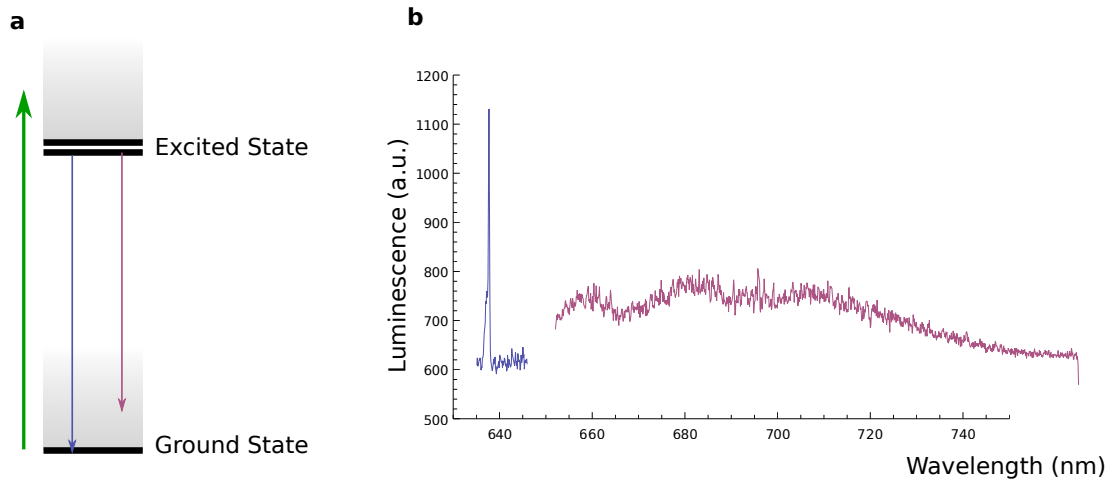 a
Excited State
Ground State
b
Luminescence (a.u.)
1200
1100
1000
900
800
700
600
500
640
660
680
700
720
740
Wavelength (nm)